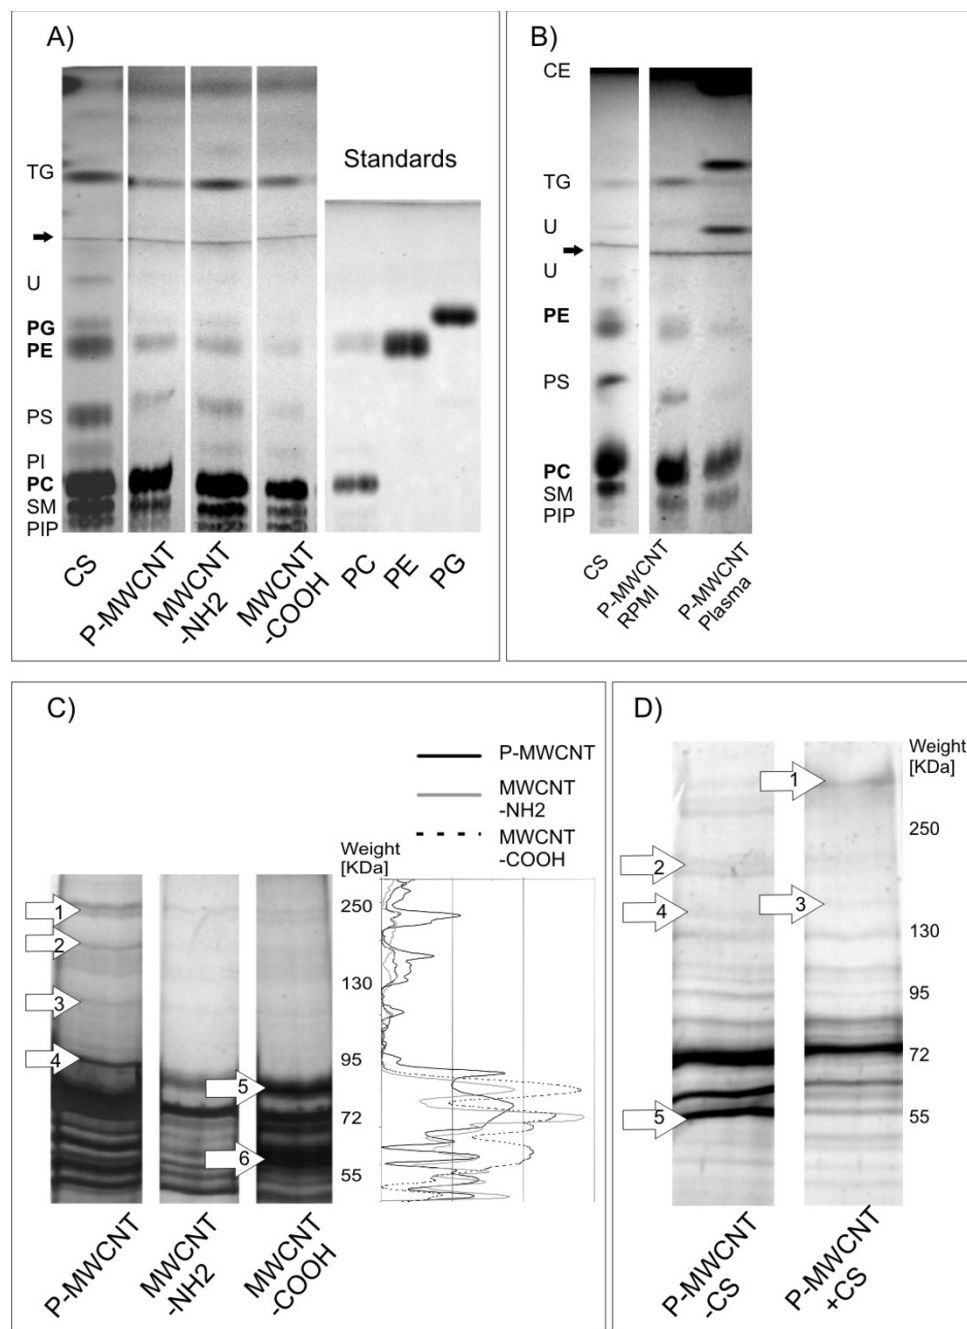 A)
TG
U
PG
PE
PS
PI
PC
SM
PIP
CS
P-MWCNT
MWCNT
-NH2
MWCNT
-COOH
Standards
PC
PE
PG
B)
CE
TG
U
U
PE
PS
PC
SM
PIP
CS
P-MWCNT
RPMI
P-MWCNT
Plasma
C)
P-MWCNT
MWCNT
-NH2
MWCNT
-COOH
Weight
[KDa]
250
130
95
72
55
1
2
3
4
5
6
P-MWCNT
MWCNT
-NH2
MWCNT
-COOH
D)
Weight
[KDa]
250
130
95
72
55
1
2
3
4
5
P-MWCNT
-CS
P-MWCNT
+CS